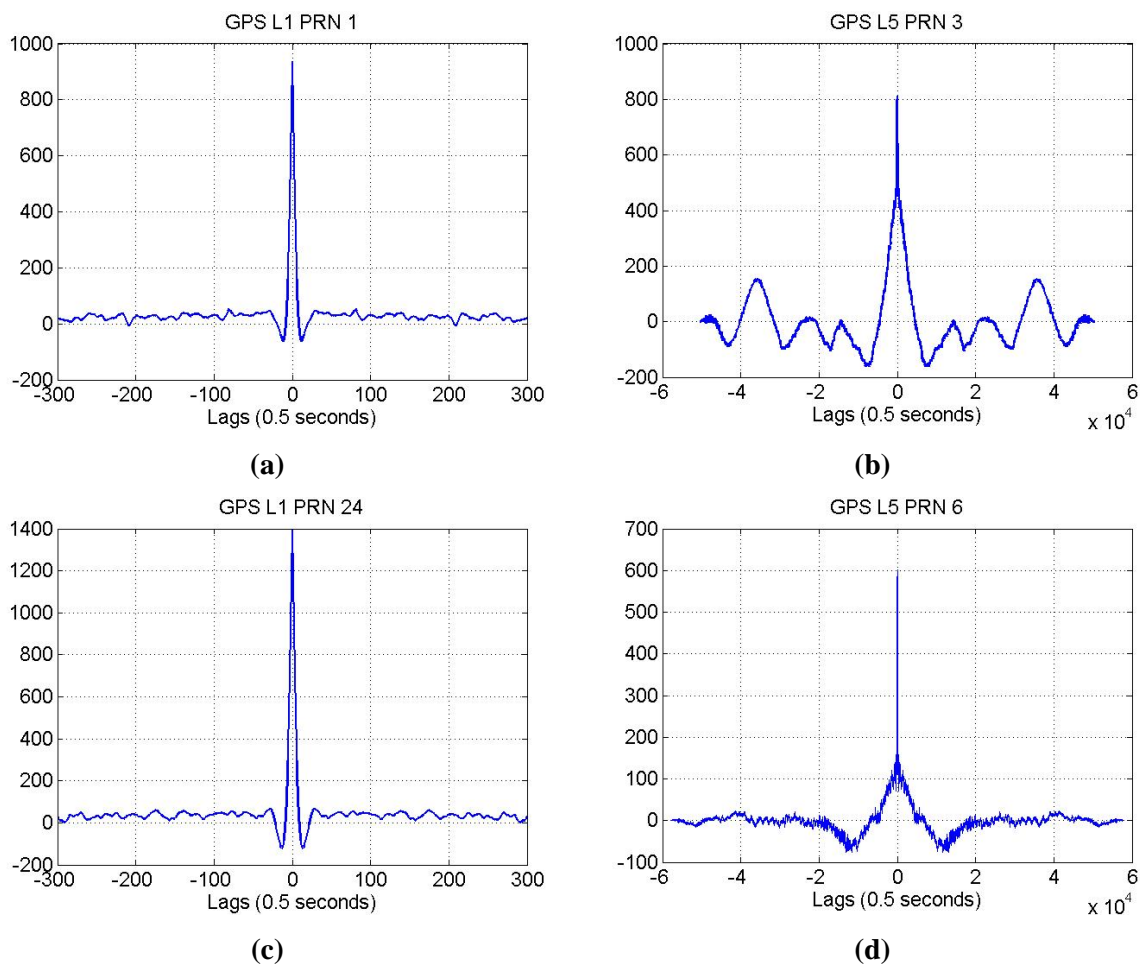 GPS L1 PRN 1
1000
800
600
400
200
0
-200
-300 -200 -100 0 100 200 300
Lags (0.5 seconds)
(a)
GPS L5 PRN 3
1000
800
600
400
200
0
-200
-6 -4 -2 0 2 4 6
Lags (0.5 seconds)
x 10^4
(b)
GPS L1 PRN 24
1400
1200
1000
800
600
400
200
0
-200
-300 -200 -100 0 100 200 300
Lags (0.5 seconds)
(c)
GPS L5 PRN 6
700
600
500
400
300
200
100
0
-100
-6 -4 -2 0 2 4 6
Lags (0.5 seconds)
x 10^4
(d)